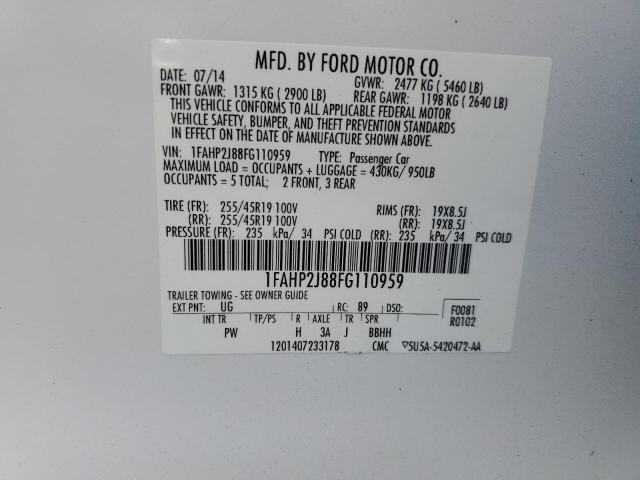 MFD. BY FORD MOTOR CO.
DATE: 07/14 GVWR: 2477 KG ( 5460 LB)
FRONT GAWR: 1315 KG ( 2900 LB) REAR GAWR: 1198 KG ( 2640 LB)
THIS VEHICLE CONFORMS TO ALL APPLICABLE FEDERAL MOTOR
VEHICLE SAFETY, BUMPER, AND THEFT PREVENTION STANDARDS
IN EFFECT ON THE DATE OF MANUFACTURE SHOWN ABOVE.
VIN: 1FAHP2J88FG110959 TYPE: Passenger Car
MAXIMUM LOAD = OCCUPANTS + LUGGAGE = 430KG/ 950LB
OCCUPANTS = 5 TOTAL; 2 FRONT, 3 REAR
TIRE (FR): 255/45R19 100V RIMS (FR): 19X8.5J
(RR): 255/45R19 100V (RR): 19X8.5J
PRESSURE (FR): 235 kPa/ 34 PSI COLD (RR): 235 kPa/ 34 PSI COLD
1FAHP2J88FG110959
TRAILER TOWING - SEE OWNER GUIDE
EXT PNT: UG RC: 89 DSO: F0081
INT TR TP/PS R AXLE TR SPR R0102
PW H 3A J BBHH
1201407233178 CMC ▽5U5A-5420472-AA